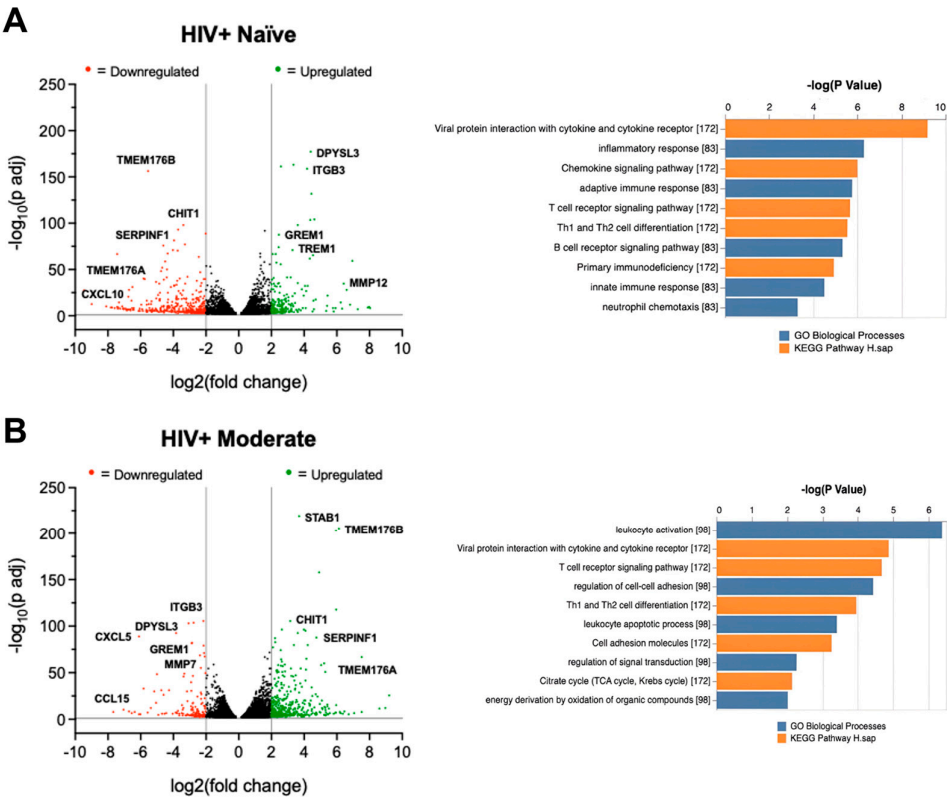 A
HIV+ Naïve
= Downregulated
= Upregulated
250
200
150
100
50
0
-log10(p adj)
TMEM176B
DPYSL3
ITGB3
CHIT1
SERPINF1
GREM1
TREM1
TMEM176A
MMP12
CXCL10
-10 -8 -6 -4 -2 0 2 4 6 8 10
log2(fold change)
-log(P Value)
0 2 4 6 8 10
Viral protein interaction with cytokine and cytokine receptor [172]
inflammatory response [83]
Chemokine signaling pathway [172]
adaptive immune response [83]
T cell receptor signaling pathway [172]
Th1 and Th2 cell differentiation [172]
B cell receptor signaling pathway [83]
Primary immunodeficiency [172]
innate immune response [83]
neutrophil chemotaxis [83]
GO Biological Processes
KEGG Pathway H.sap
B
HIV+ Moderate
= Downregulated
= Upregulated
250
200
150
100
50
0
-log10(p adj)
STAB1
TMEM176B
ITGB3
CHIT1
DPYSL3
CXCL5
SERPINF1
GREM1
MMP7
TMEM176A
CCL15
-10 -8 -6 -4 -2 0 2 4 6 8 10
log2(fold change)
-log(P Value)
0 1 2 3 4 5 6
leukocyte activation [98]
Viral protein interaction with cytokine and cytokine receptor [172]
T cell receptor signaling pathway [172]
regulation of cell-cell adhesion [98]
Th1 and Th2 cell differentiation [172]
leukocyte apoptotic process [98]
Cell adhesion molecules [172]
regulation of signal transduction [98]
Citrate cycle (TCA cycle, Krebs cycle) [172]
energy derivation by oxidation of organic compounds [98]
GO Biological Processes
KEGG Pathway H.sap